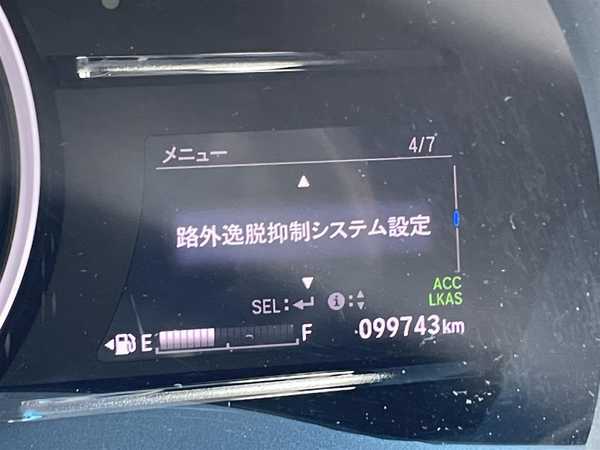 メニュー 4/7
▲
路外逸脱抑制システム設定
▼
ACC
SEL:↵ i:▲▼ LKAS
◀⛽E F 099743km